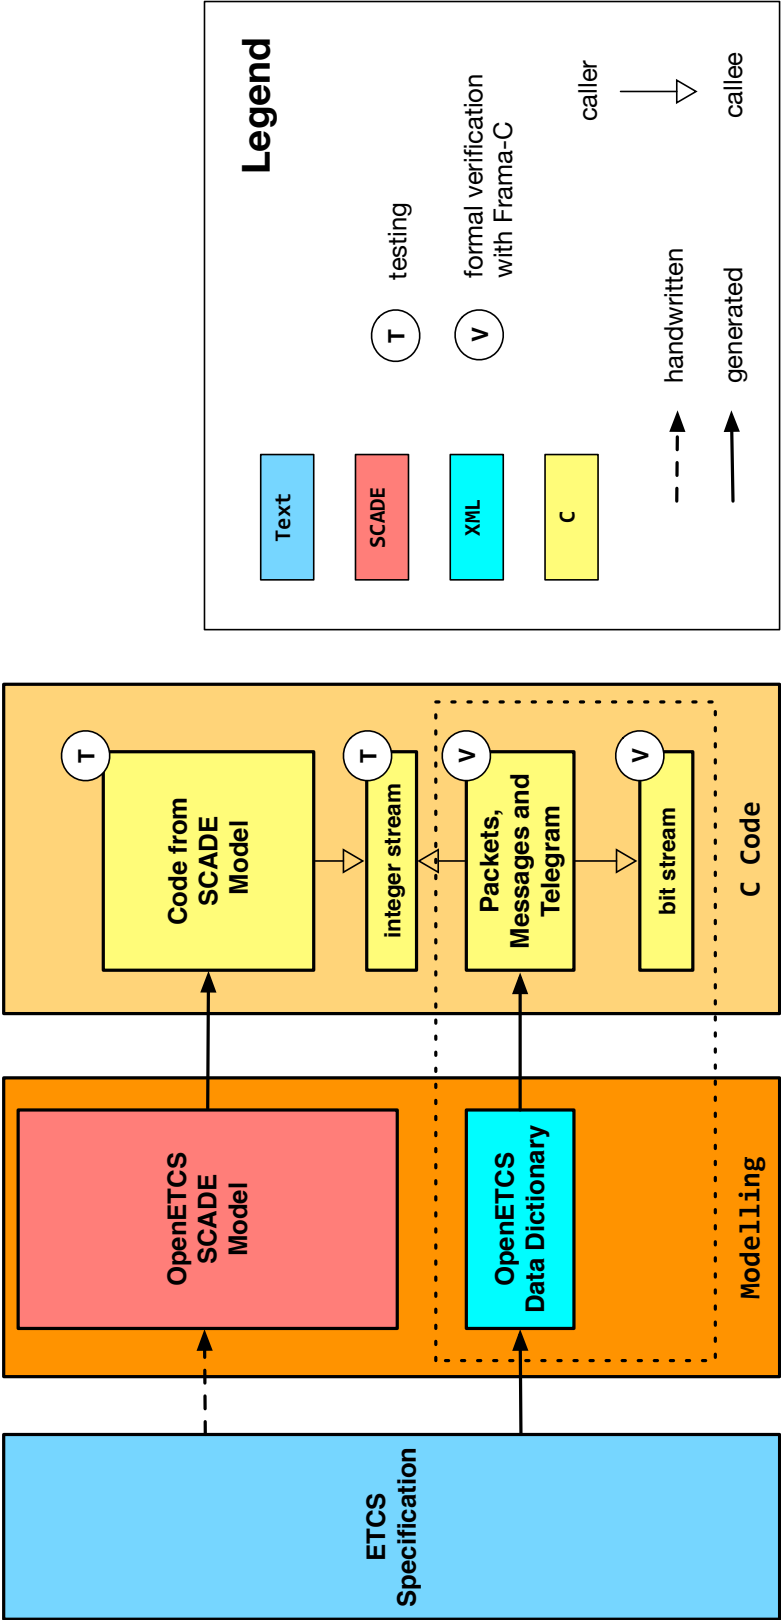 ETCS
Specification
OpenETCS
SCADE
Model
OpenETCS
Data Dictionary
Modelling
Code from
SCADE
Model
T
integer stream
T
Packets,
Messages and
Telegram
V
bit stream
V
C Code
Legend
Text
SCADE
XML
C
T
testing
V
formal verification
with Frama-C
handwritten
generated
caller
callee